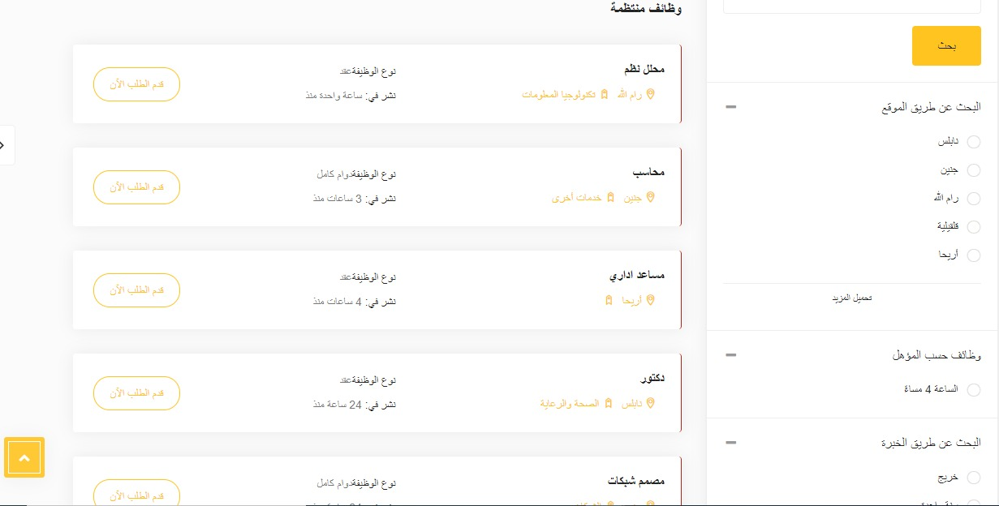 بحث
البحث عن طريق الموقع
نابلس
جنين
رام الله
قلقيلية
أريحا
تحميل المزيد
وظائف حسب المؤهل
الساعة 4 مساءً
البحث عن طريق الخبرة
خريج
وظائف منتظمة
محلل نظم
رام الله تكنولوجيا المعلومات
نوع الوظيفةعقد
نشر في: ساعة واحدة منذ
قدم الطلب الآن
محاسب
جنين خدمات أخرى
نوع الوظيفةدوام كامل
نشر في: 3 ساعات منذ
قدم الطلب الآن
مساعد اداري
أريحا
نوع الوظيفةعقد
نشر في: 4 ساعات منذ
قدم الطلب الآن
دكتور
نابلس الصحة والرعاية
نوع الوظيفةعقد
نشر في: 24 ساعة منذ
قدم الطلب الآن
مصمم شبكات
نوع الوظيفةدوام كامل
قدم الطلب الآن